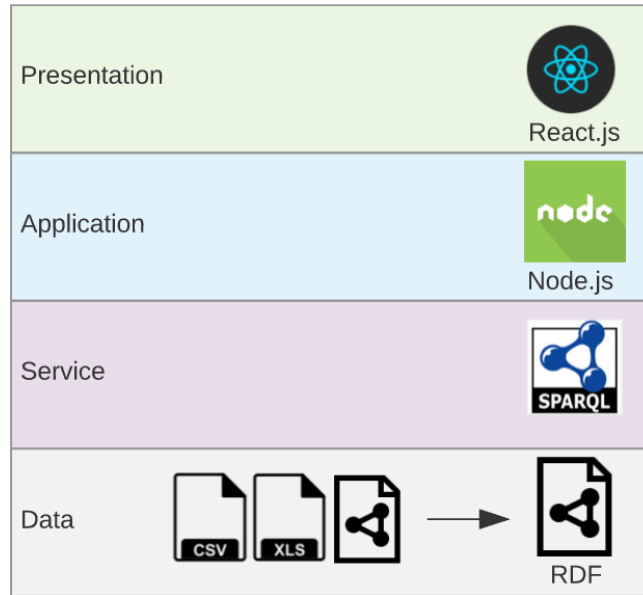 Presentation
React.js
Application
node
Node.js
Service
SPARQL
Data
CSV
XLS
RDF